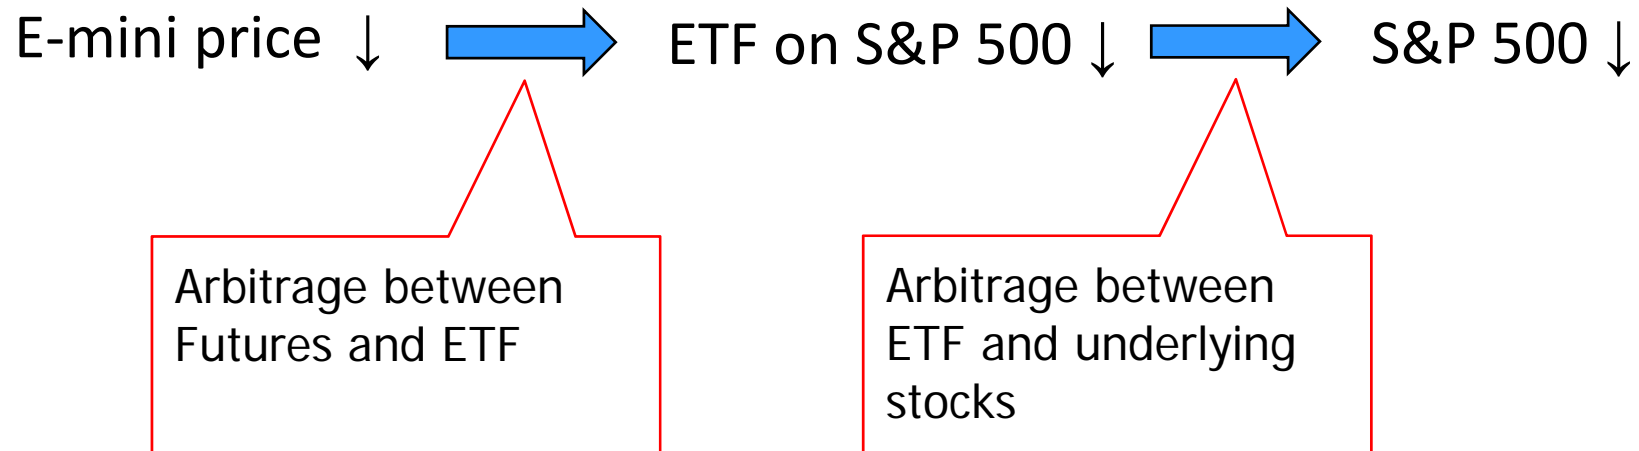 E-mini price ↓ ETF on S&P 500 ↓ S&P 500 ↓
Arbitrage between
Futures and ETF
Arbitrage between
ETF and underlying
stocks